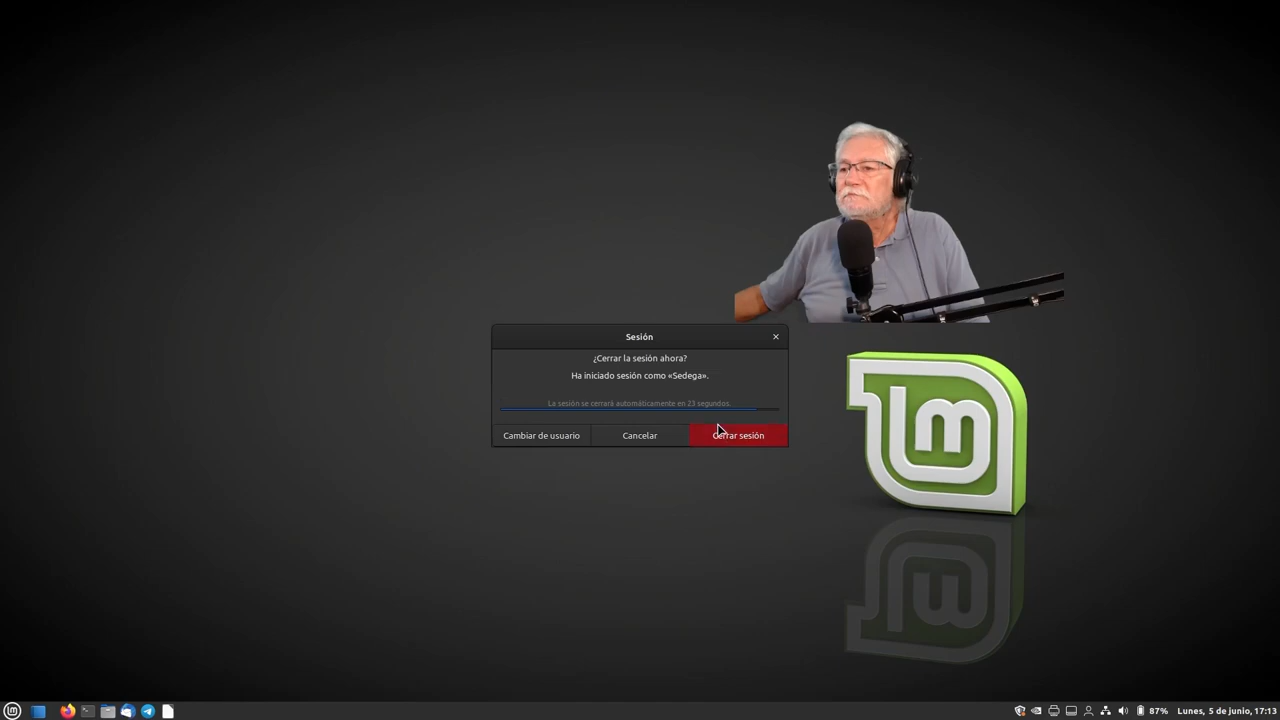 Sesión
¿Cerrar la sesión ahora?
Ha iniciado sesión como «Sedega».
La sesión se cerrará automáticamente en 23 segundos.
Cambiar de usuario
Cancelar
Cerrar sesión
87%
Lunes, 5 de junio, 17:13